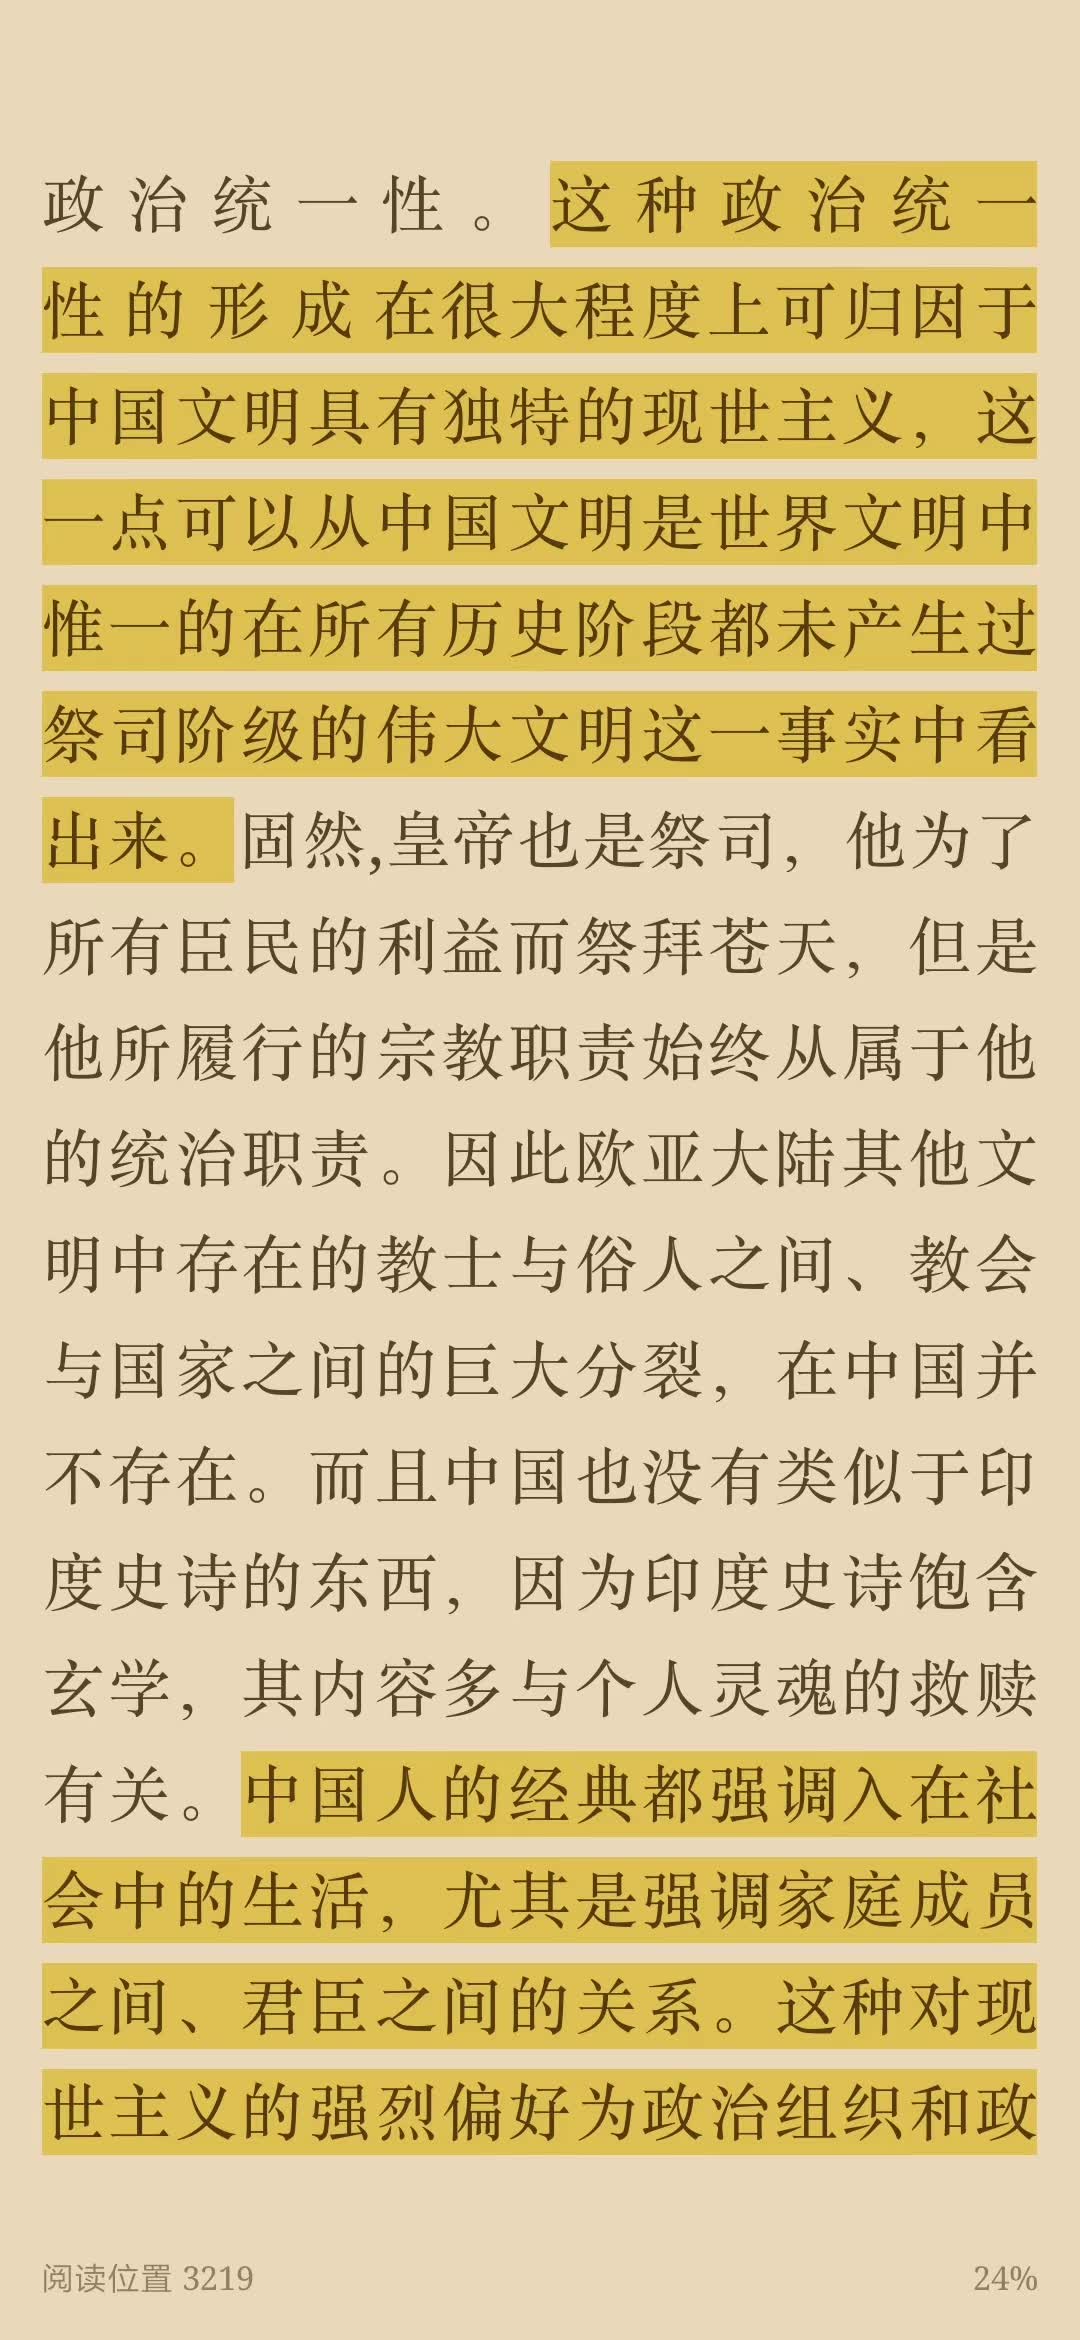 政治统一性。这种政治统一
性的形成在很大程度上可归因于
中国文明具有独特的现世主义，这
一点可以从中国文明是世界文明中
惟一的在所有历史阶段都未产生过
祭司阶级的伟大文明这一事实中看
出来。固然,皇帝也是祭司，他为了
所有臣民的利益而祭拜苍天，但是
他所履行的宗教职责始终从属于他
的统治职责。因此欧亚大陆其他文
明中存在的教士与俗人之间、教会
与国家之间的巨大分裂，在中国并
不存在。而且中国也没有类似于印
度史诗的东西，因为印度史诗饱含
玄学，其内容多与个人灵魂的救赎
有关。中国人的经典都强调入在社
会中的生活，尤其是强调家庭成员
之间、君臣之间的关系。这种对现
世主义的强烈偏好为政治组织和政
阅读位置 3219
24%